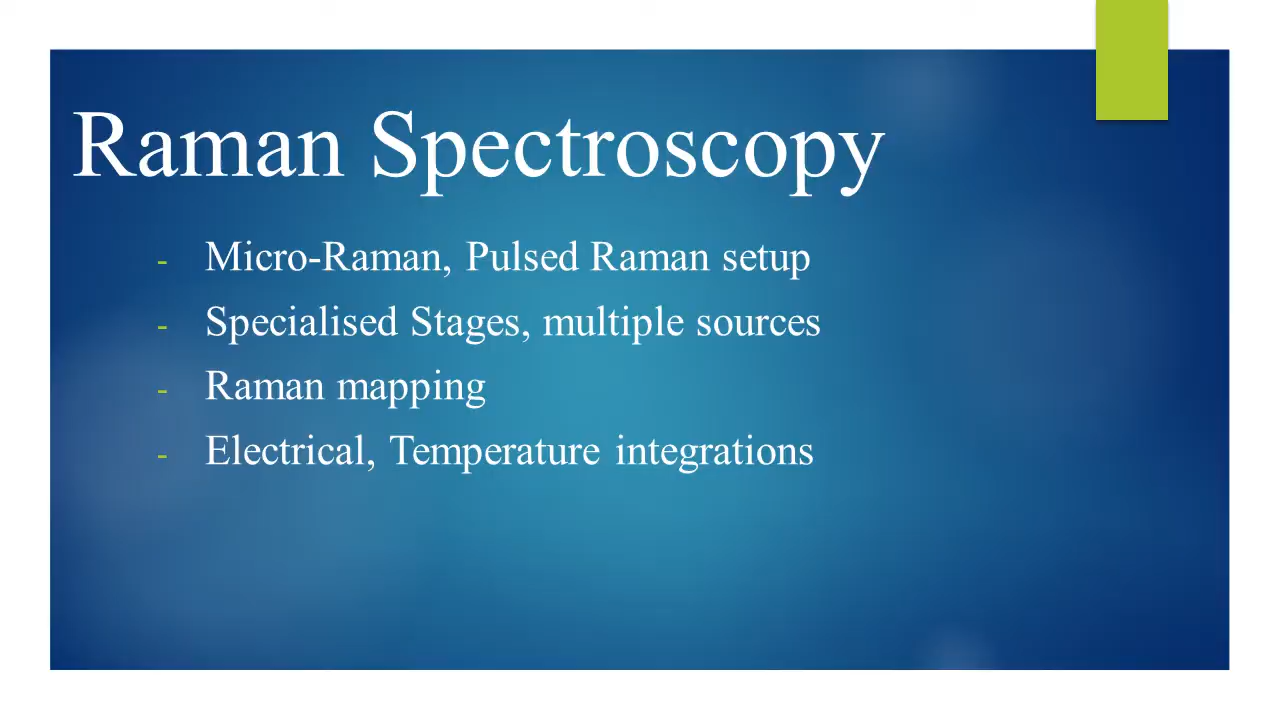 Raman Spectroscopy
- Micro-Raman, Pulsed Raman setup
- Specialised Stages, multiple sources
- Raman mapping
- Electrical, Temperature integrations